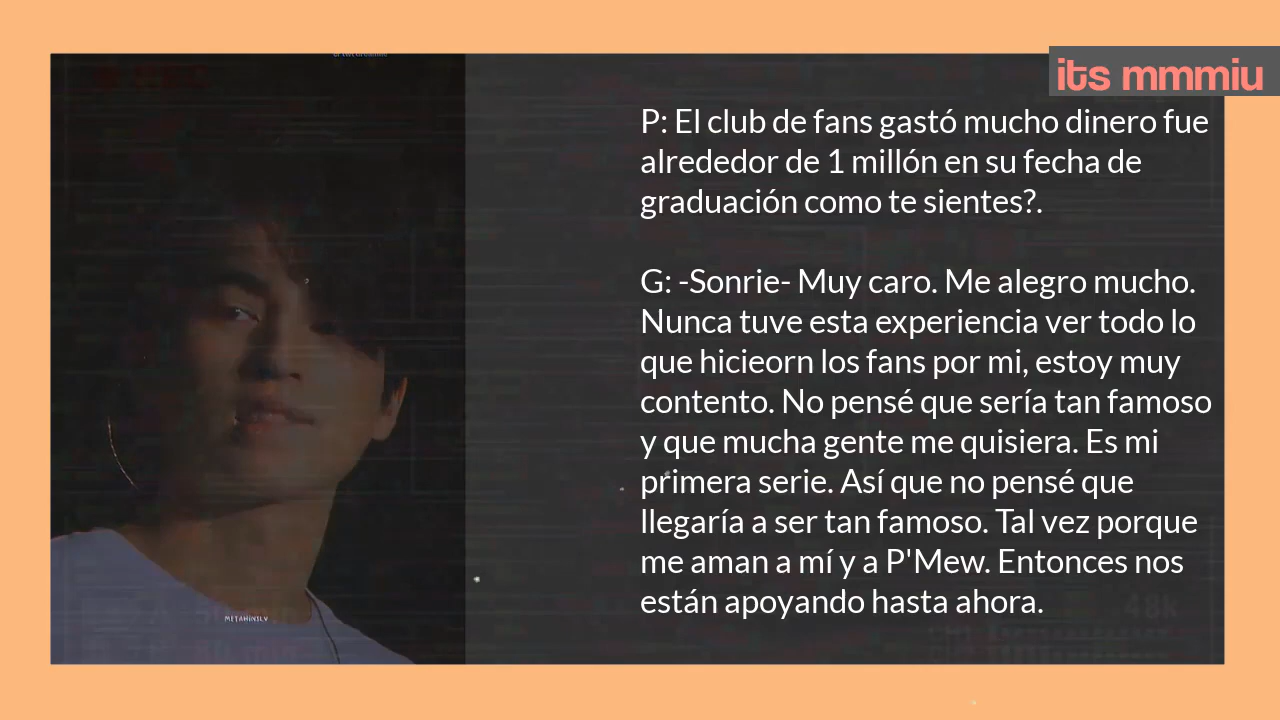 its mmmiu
P: El club de fans gastó mucho dinero fue
alrededor de 1 millón en su fecha de
graduación como te sientes?.
G: -Sonrie- Muy caro. Me alegro mucho.
Nunca tuve esta experiencia ver todo lo
que hicieorn los fans por mi, estoy muy
contento. No pensé que sería tan famoso
y que mucha gente me quisiera. Es mi
primera serie. Así que no pensé que
llegaría a ser tan famoso. Tal vez porque
me aman a mí y a P'Mew. Entonces nos
están apoyando hasta ahora.
METAWIN5LV
48k